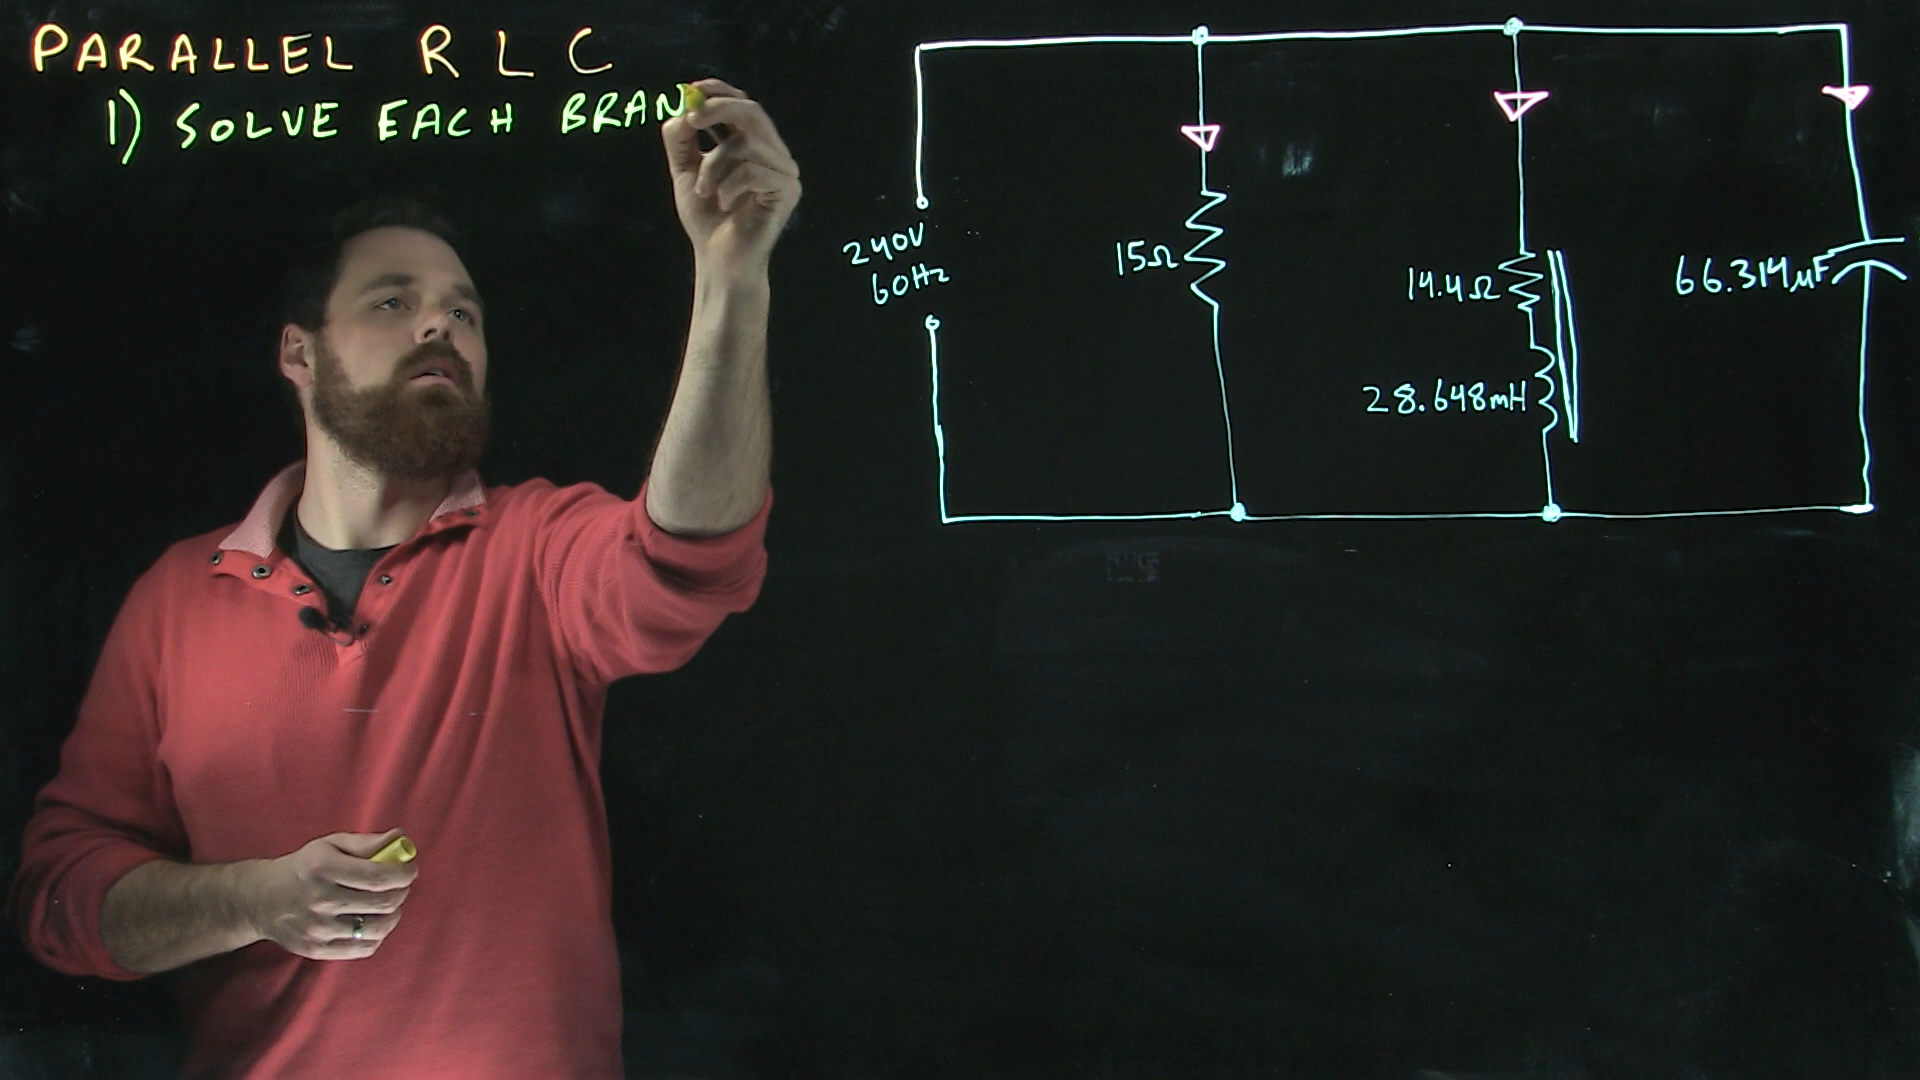 PARALLEL R L C
1) SOLVE EACH BRAN
240V
60Hz
15Ω
14.4Ω
28.648mH
66.314μF